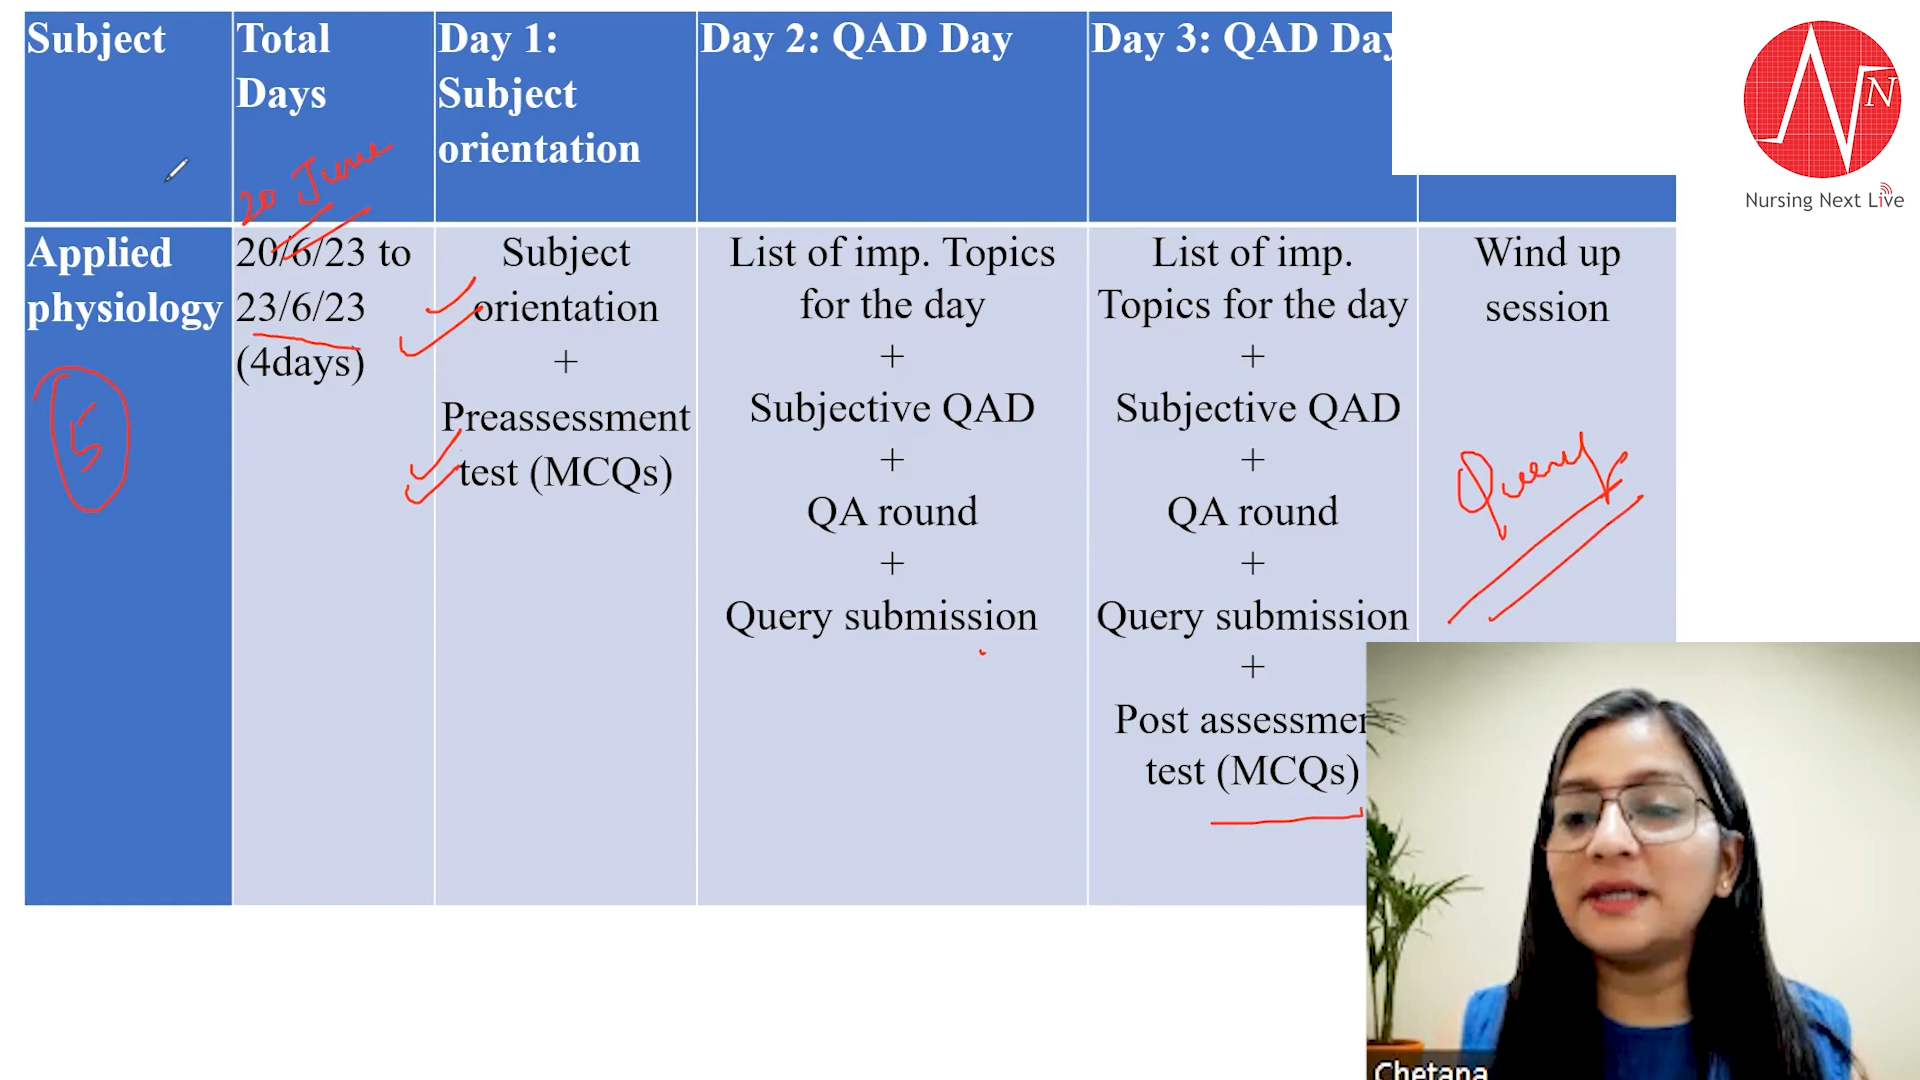 Subject
Total
Days
Day 1:
Subject
orientation
Day 2: QAD Day
Day 3: QAD Day
20 June
Applied
physiology
5
20/6/23 to
23/6/23
(4days)
Subject
orientation
+
Preassessment
test (MCQs)
List of imp. Topics
for the day
+
Subjective QAD
+
QA round
+
Query submission
List of imp.
Topics for the day
+
Subjective QAD
+
QA round
+
Query submission
+
Post assessmen
test (MCQs)
Wind up
session
Query
N
Nursing Next Live
Chetana